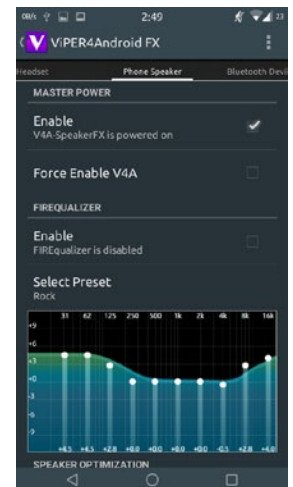 0B/s 2:49 23
ViPER4Android FX
Headset Phone Speaker Bluetooth Devi
MASTER POWER
Enable
V4A-SpeakerFX is powered on
Force Enable V4A
FIREQUALIZER
Enable
FIREqualizer is disabled
Select Preset
Rock
31 62 125 250 500 1k 2k 4k 8k 16k
+9
+6
+3
+0
-3
-6
-9
+4.5 +4.5 +2.8 +0.0 +0.0 +0.0 +0.0 -0.5 +2.8 +4.0
SPEAKER OPTIMIZATION